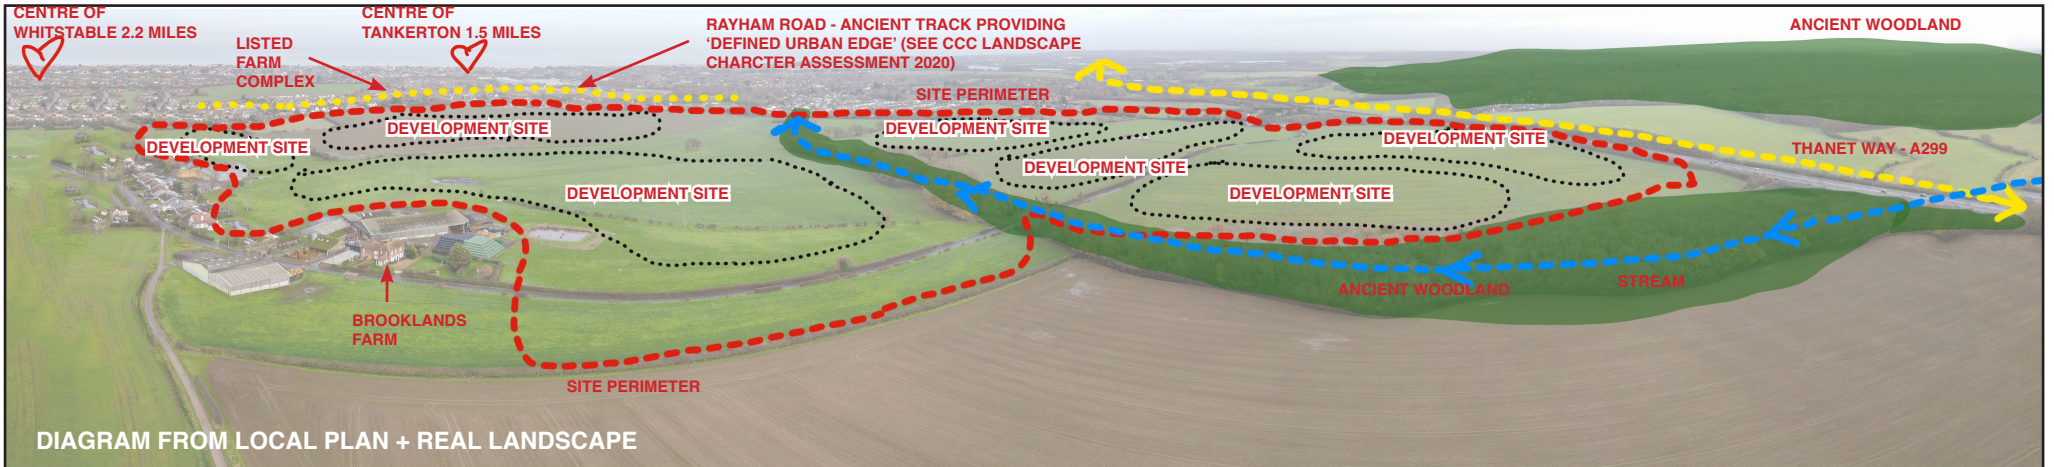 CENTRE OF
WHITSTABLE 2.2 MILES
CENTRE OF
TANKERTON 1.5 MILES
LISTED
FARM
COMPLEX
RAYHAM ROAD - ANCIENT TRACK PROVIDING
‘DEFINED URBAN EDGE’ (SEE CCC LANDSCAPE
CHARCTER ASSESSMENT 2020)
ANCIENT WOODLAND
SITE PERIMETER
DEVELOPMENT SITE
DEVELOPMENT SITE
DEVELOPMENT SITE
DEVELOPMENT SITE
THANET WAY - A299
DEVELOPMENT SITE
DEVELOPMENT SITE
DEVELOPMENT SITE
STREAM
ANCIENT WOODLAND
BROOKLANDS
FARM
SITE PERIMETER
DIAGRAM FROM LOCAL PLAN + REAL LANDSCAPE